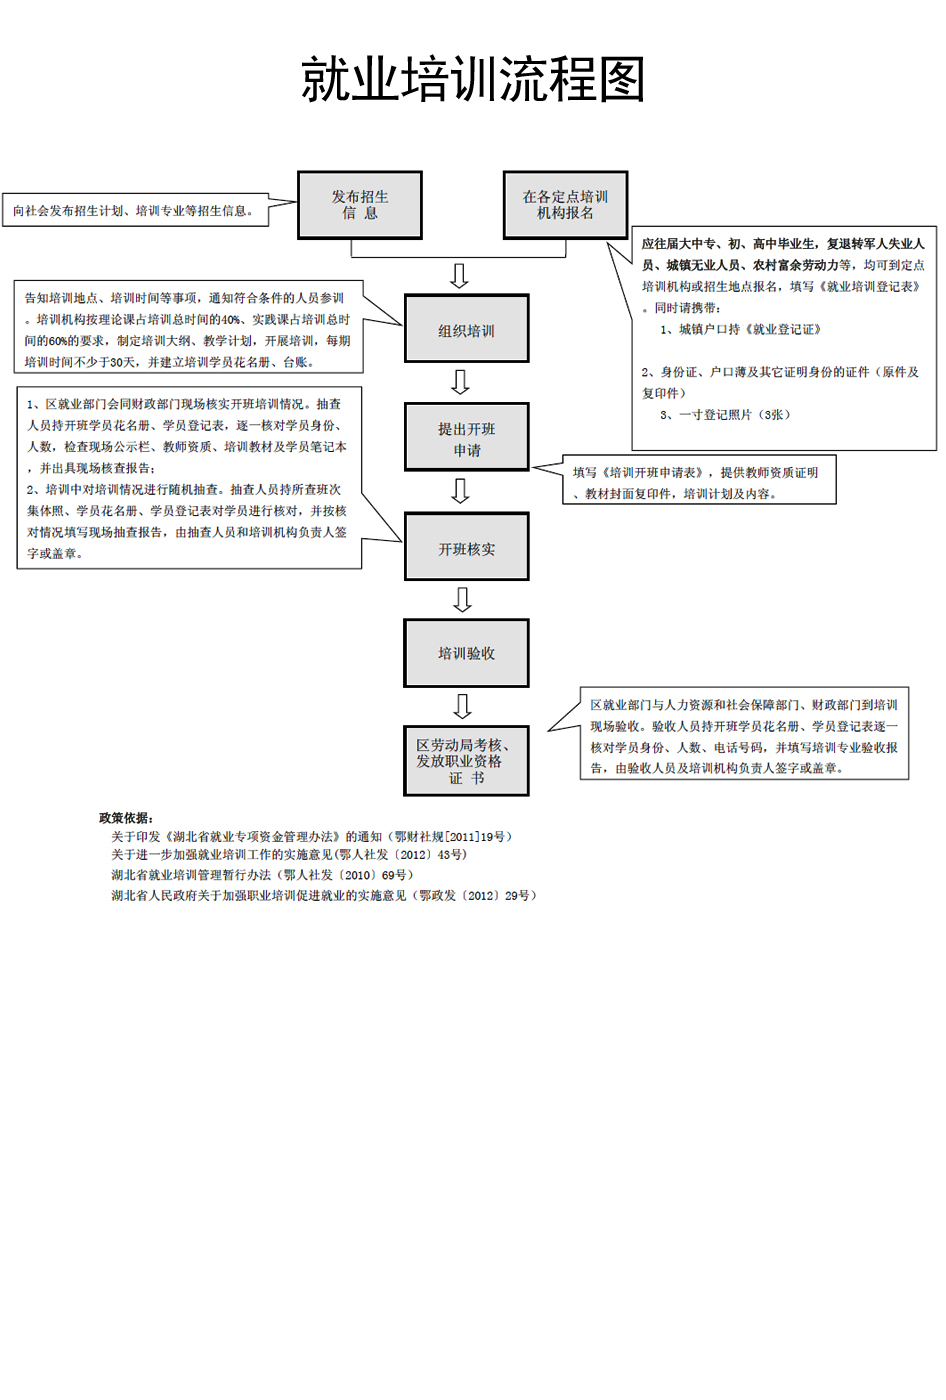 就业培训流程图
发布招生
信 息
在各定点培训
机构报名
向社会发布招生计划、培训专业等招生信息。
应往届大中专、初、高中毕业生，复退转军人失业人
员、城镇无业人员、农村富余劳动力等，均可到定点
培训机构或招生地点报名，填写《就业培训登记表》
。同时请携带：
1、城镇户口持《就业登记证》
2、身份证、户口薄及其它证明身份的证件（原件及
复印件）
3、一寸登记照片（3张）
告知培训地点、培训时间等事项，通知符合条件的人员参训
。培训机构按理论课占培训总时间的40%、实践课占培训总时
间的60%的要求，制定培训大纲、教学计划，开展培训，每期
培训时间不少于30天，并建立培训学员花名册、台账。
组织培训
1、区就业部门会同财政部门现场核实开班培训情况。抽查
人员持开班学员花名册、学员登记表，逐一核对学员身份、
人数，检查现场公示栏、教师资质、培训教材及学员笔记本
，并出具现场核查报告；
2、培训中对培训情况进行随机抽查。抽查人员持所查班次
集体照、学员花名册、学员登记表对学员进行核对，并按核
对情况填写现场抽查报告，由抽查人员和培训机构负责人签
字或盖章。
提出开班
申请
填写《培训开班申请表》，提供教师资质证明
、教材封面复印件，培训计划及内容。
开班核实
培训验收
区就业部门与人力资源和社会保障部门、财政部门到培训
现场验收。验收人员持开班学员花名册、学员登记表逐一
核对学员身份、人数、电话号码，并填写培训专业验收报
告，由验收人员及培训机构负责人签字或盖章。
区劳动局考核、
发放职业资格
证 书
政策依据：
关于印发《湖北省就业专项资金管理办法》的通知（鄂财社规[2011]19号）
关于进一步加强就业培训工作的实施意见(鄂人社发〔2012〕43号)
湖北省就业培训管理暂行办法（鄂人社发〔2010〕69号）
湖北省人民政府关于加强职业培训促进就业的实施意见（鄂政发〔2012〕29号）